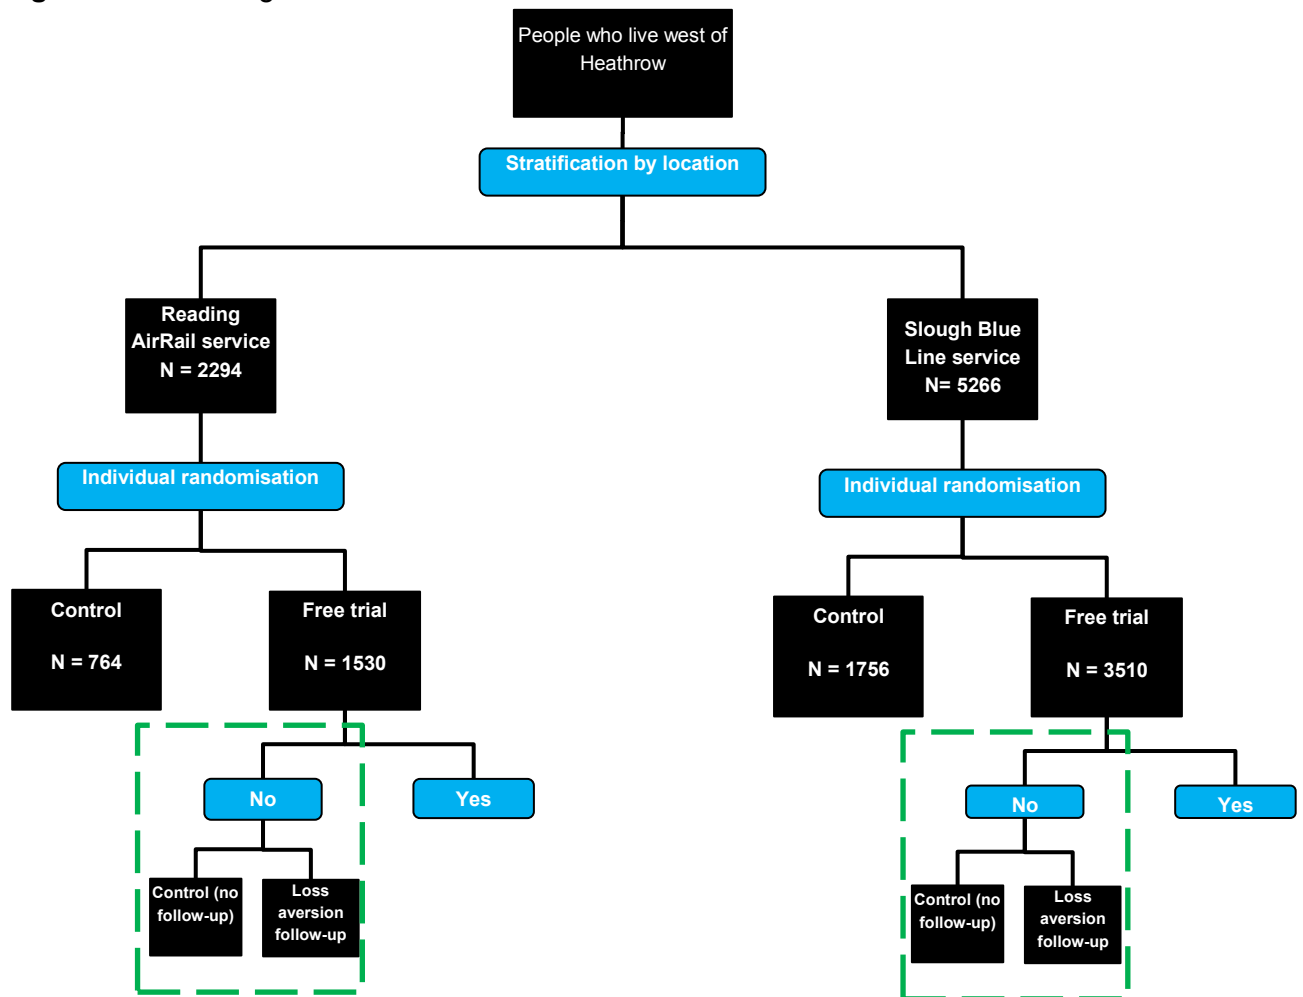 People who live west of
Heathrow
Stratification by location
Reading
AirRail service
N = 2294
Slough Blue
Line service
N= 5266
Individual randomisation
Individual randomisation
Control
N = 764
Free trial
N = 1530
Control
N = 1756
Free trial
N = 3510
No
Yes
No
Yes
Control (no
follow-up)
Loss
aversion
follow-up
Control (no
follow-up)
Loss
aversion
follow-up